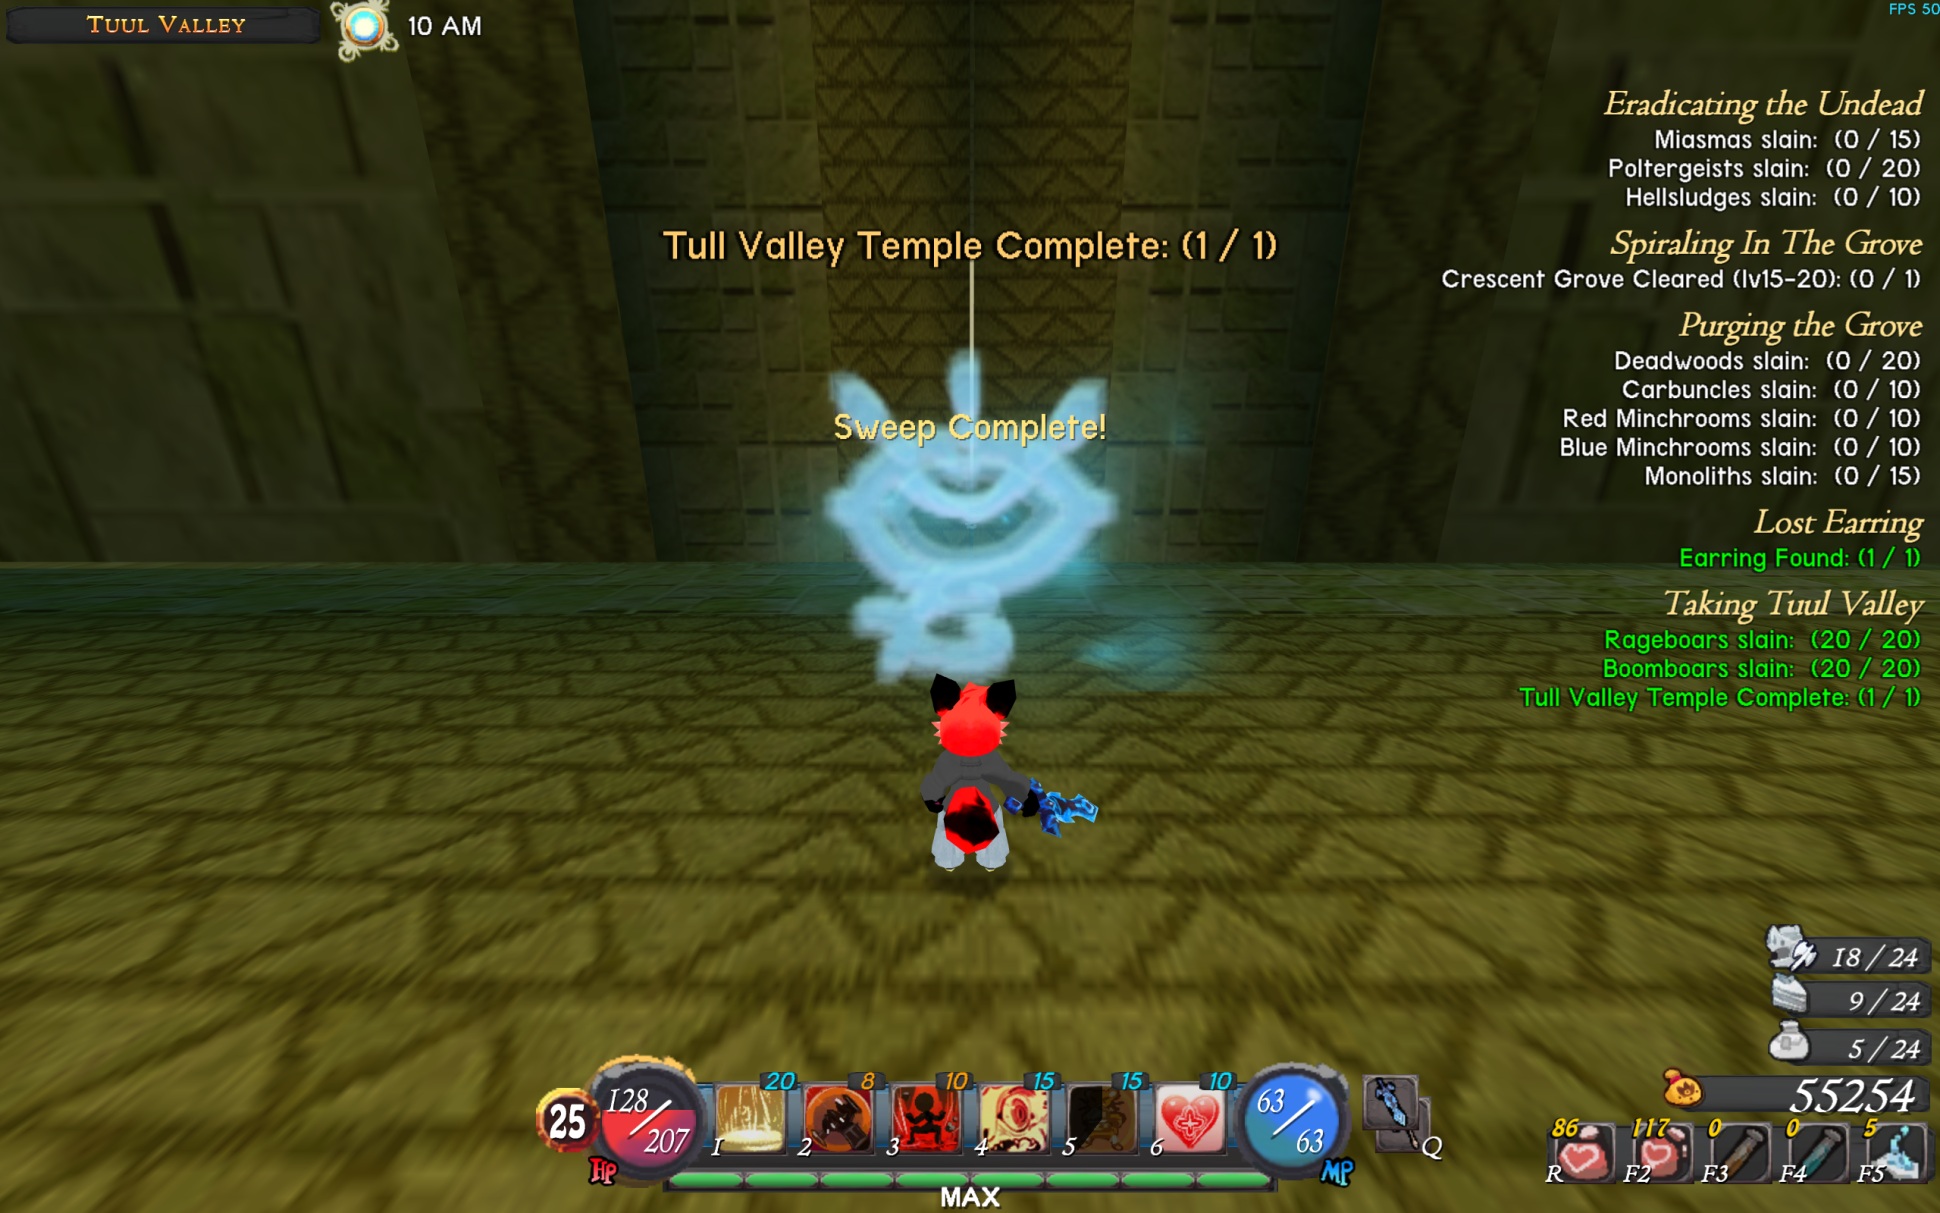 TUUL VALLEY
10 AM
FPS 50
Eradicating the Undead
Miasmas slain: (0 / 15)
Poltergeists slain: (0 / 20)
Hellsludges slain: (0 / 10)
Spiraling In The Grove
Crescent Grove Cleared (lv15-20): (0 / 1)
Purging the Grove
Deadwoods slain: (0 / 20)
Carbuncles slain: (0 / 10)
Red Minchrooms slain: (0 / 10)
Blue Minchrooms slain: (0 / 10)
Monoliths slain: (0 / 15)
Lost Earring
Earring Found: (1 / 1)
Taking Tuul Valley
Rageboars slain: (20 / 20)
Boomboars slain: (20 / 20)
Tull Valley Temple Complete: (1 / 1)
Tull Valley Temple Complete: (1 / 1)
Sweep Complete!
18 / 24
9 / 24
5 / 24
55254
25
128 / 207
HP
20 8 10 15 15 10
1 2 3 4 5 6
63 / 63
MP
Q
MAX
86 117 0 0 5
R F2 F3 F4 F5